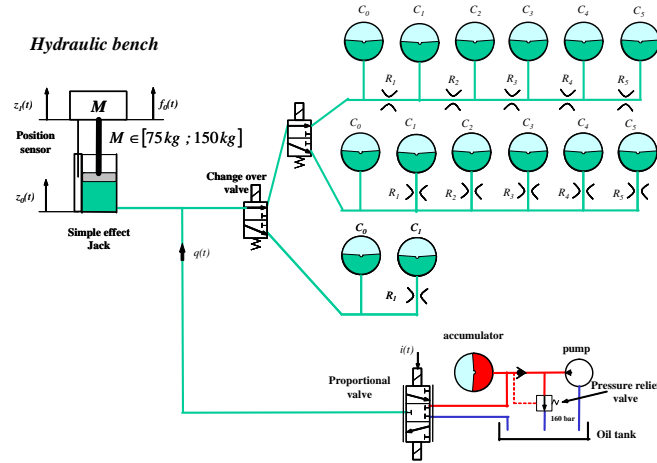 Hydraulic bench
C0 C1 C2 C3 C4 C5
R1 R2 R3 R4 R5
z1(t) M f0(t)
Position
sensor
M ∈ [75 kg ; 150 kg]
C0 C1 C2 C3 C4 C5
R1 R2 R3 R4 R5
Change over
valve
z0(t)
Simple effect
Jack
q(t)
C0 C1
R1
accumulator
i(t)
pump
Proportional
valve
Pressure relief
valve
160 bar
Oil tank